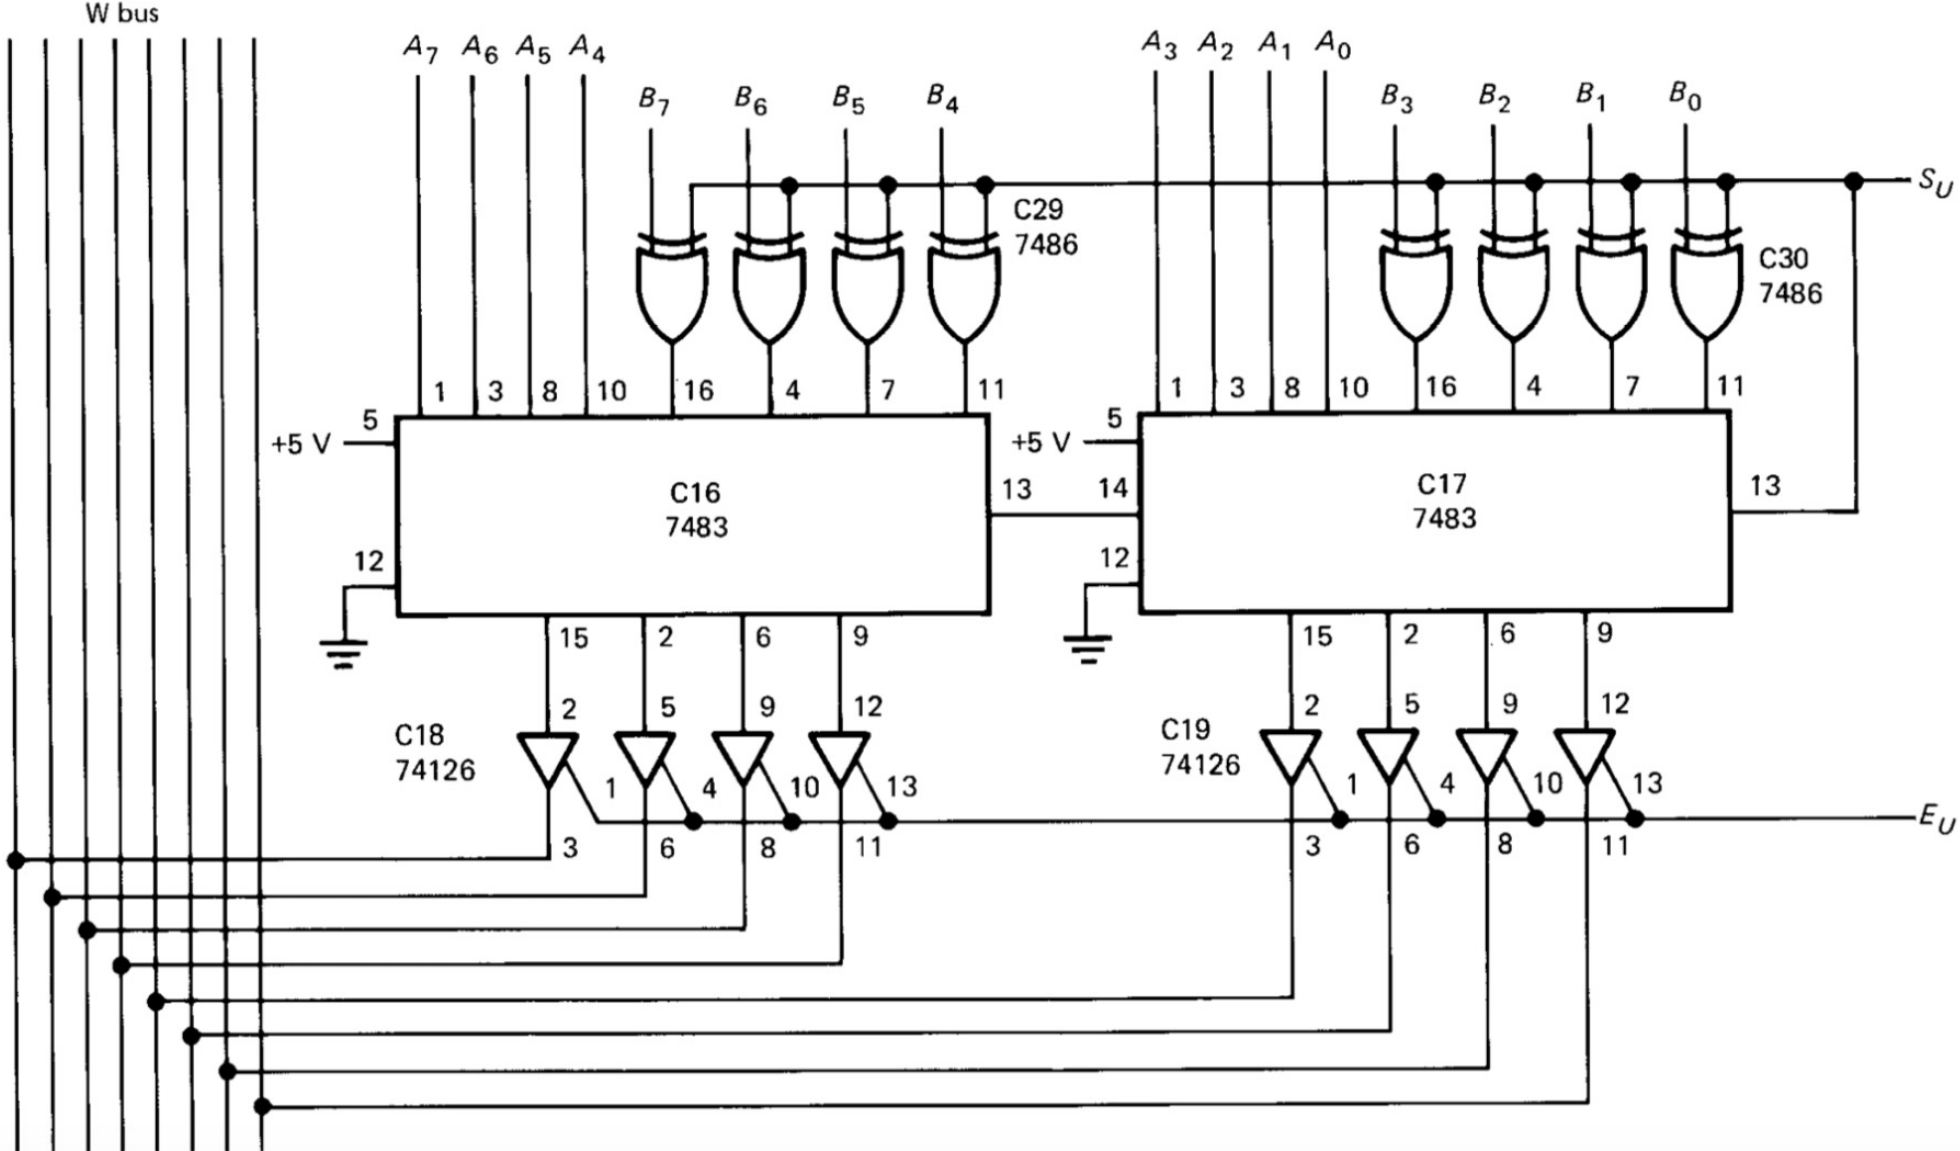 W bus
A7 A6 A5 A4
A3 A2 A1 A0
B7 B6 B5 B4
B3 B2 B1 B0
SU
C29
7486
C30
7486
1 3 8 10 16 4 7 11
1 3 8 10 16 4 7 11
5
+5 V
5
+5 V
C16
7483
13
14
C17
7483
13
12
12
15 2 6 9
15 2 6 9
2 5 9 12
2 5 9 12
C18
74126
C19
74126
1 4 10 13
1 4 10 13
EU
3 6 8 11
3 6 8 11